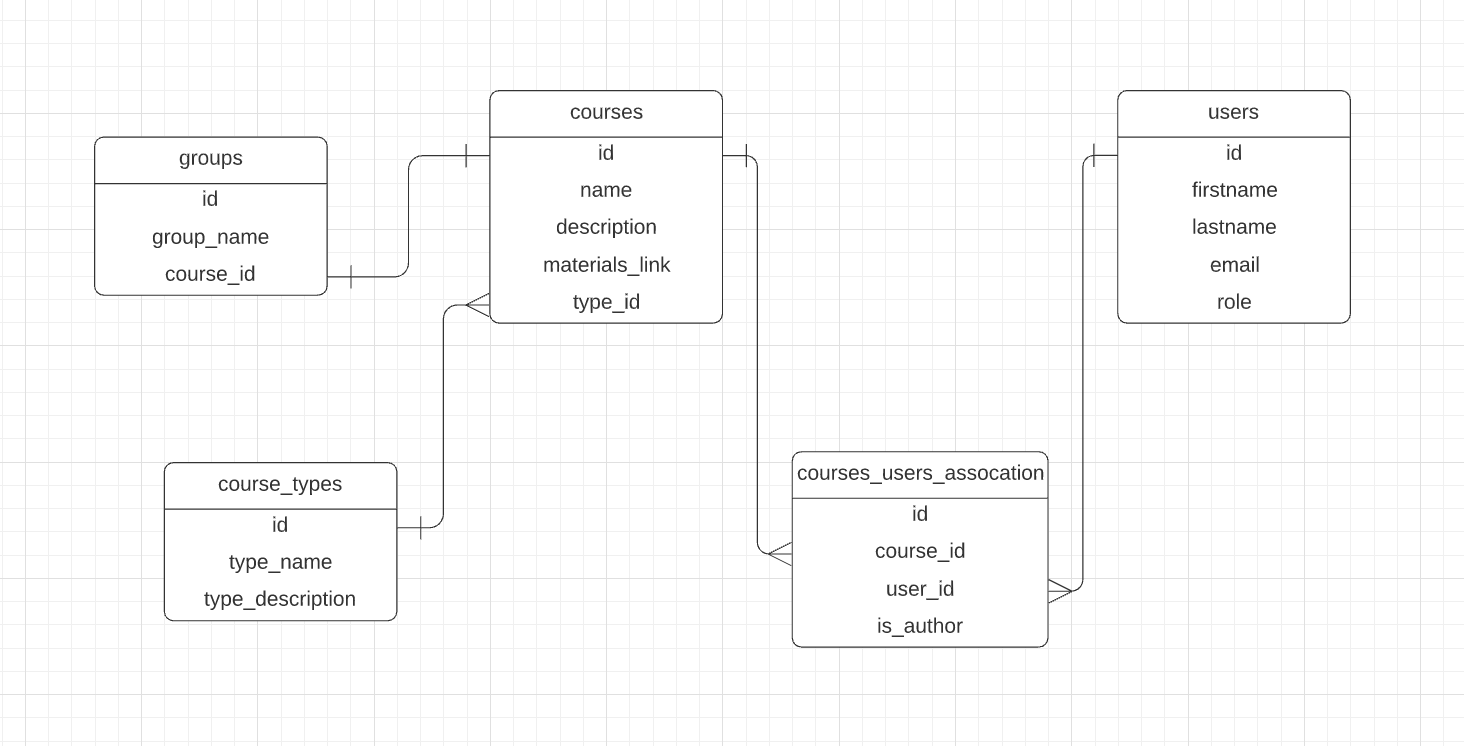 groups
id
group_name
course_id
courses
id
name
description
materials_link
type_id
users
id
firstname
lastname
email
role
course_types
id
type_name
type_description
courses_users_assocation
id
course_id
user_id
is_author